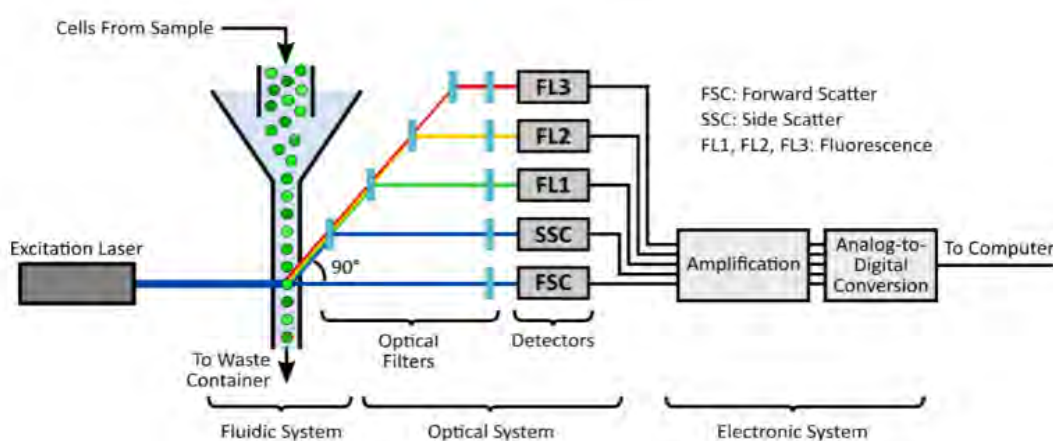 Cells From Sample
FL3
FSC: Forward Scatter
SSC: Side Scatter
FL1, FL2, FL3: Fluorescence
FL2
FL1
SSC
Excitation Laser
90°
FSC
Amplification
Analog-to-
Digital
Conversion
To Computer
To Waste
Container
Optical
Filters
Detectors
Fluidic System
Optical System
Electronic System